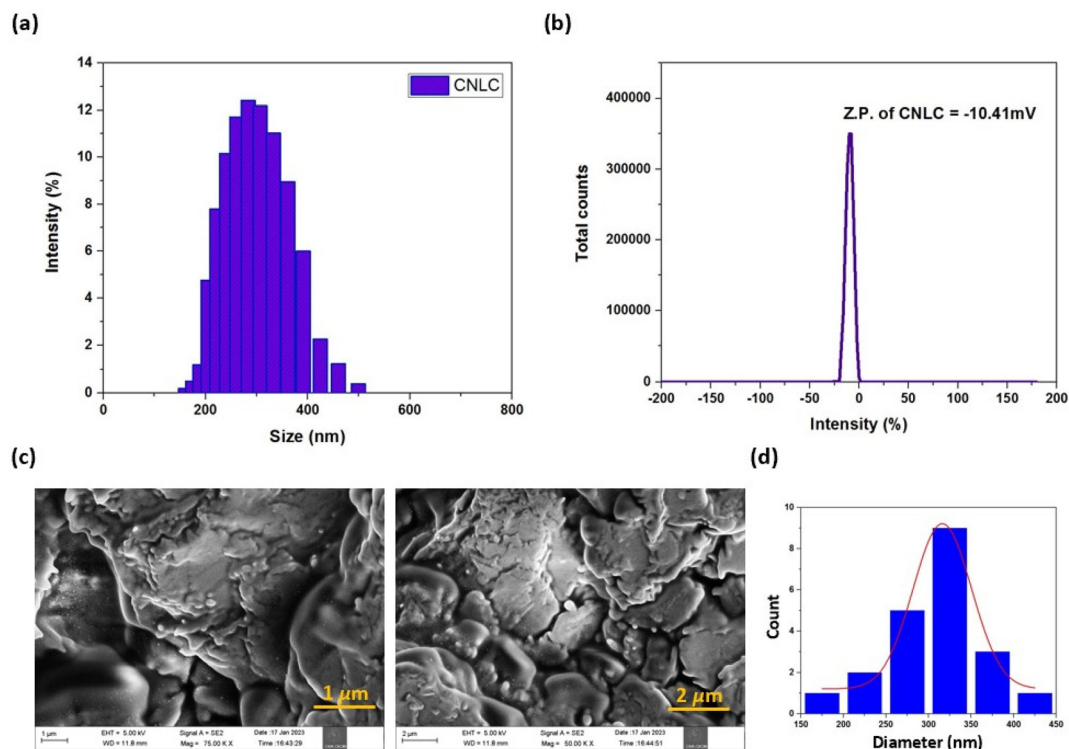 (a)
14
12
10
8
6
4
2
0
Intensity (%)
CNLC
0 200 400 600 800
Size (nm)
(b)
400000
300000
200000
100000
0
Total counts
Z.P. of CNLC = -10.41mV
-200 -150 -100 -50 0 50 100 150 200
Intensity (%)
(c)
1 μm
1 µm EHT = 5.00 kV Signal A = SE2 Date :17 Jan 2023
WD = 11.8 mm Mag = 75.00 K X Time :16:43:29
2 μm
2 µm EHT = 5.00 kV Signal A = SE2 Date :17 Jan 2023
WD = 11.8 mm Mag = 50.00 K X Time :16:44:51
(d)
10
8
6
4
2
0
Count
150 200 250 300 350 400 450
Diameter (nm)